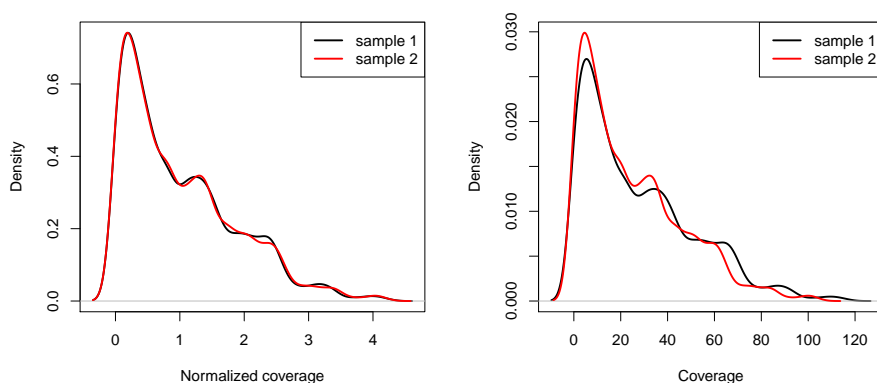 sample 1
sample 2
Density
0.0 0.2 0.4 0.6
0 1 2 3 4
Normalized coverage
sample 1
sample 2
Density
0.000 0.010 0.020 0.030
0 20 40 60 80 100 120
Coverage